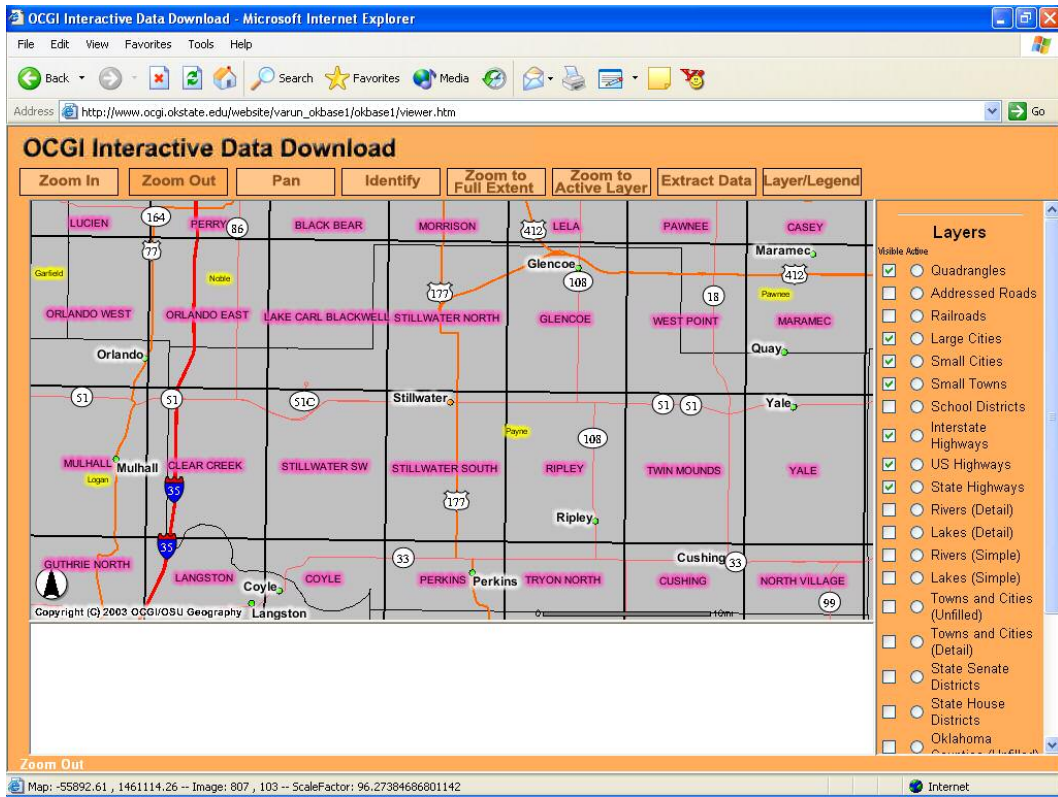 OCGI Interactive Data Download - Microsoft Internet Explorer
File Edit View Favorites Tools Help
Back Search Favorites Media
Address http://www.ocgi.okstate.edu/website/varun_okbase1/okbase1/viewer.htm Go
OCGI Interactive Data Download
Zoom In Zoom Out Pan Identify Zoom to Full Extent Zoom to Active Layer Extract Data Layer/Legend
LUCIEN 164 PERRY 86 BLACK BEAR MORRISON 412 LELA PAWNEE CASEY
77 Maramec
Garfield Noble Glencoe 108 412
177 18 Pawnee
ORLANDO WEST ORLANDO EAST LAKE CARL BLACKWELL STILLWATER NORTH GLENCOE WEST POINT MARAMEC
Orlando Quay
51 51 51C Stillwater 51 51 Yale
Payne 108
MULHALL Mulhall CLEAR CREEK STILLWATER SW STILLWATER SOUTH RIPLEY TWIN MOUNDS YALE
Logan 35 177
Ripley
35 33 Cushing 33
GUTHRIE NORTH LANGSTON Coyle COYLE PERKINS Perkins TRYON NORTH CUSHING NORTH VILLAGE
99
Copyright (C) 2003 OCGI/OSU Geography Langston 0 10mi
Layers
Visible Active
Quadrangles
Addressed Roads
Railroads
Large Cities
Small Cities
Small Towns
School Districts
Interstate
Highways
US Highways
State Highways
Rivers (Detail)
Lakes (Detail)
Rivers (Simple)
Lakes (Simple)
Towns and Cities
(Unfilled)
Towns and Cities
(Detail)
State Senate
Districts
State House
Districts
Oklahoma
Zoom Out
Map: -55892.61 , 1461114.26 -- Image: 807 , 103 -- ScaleFactor: 96.27384686801142 Internet